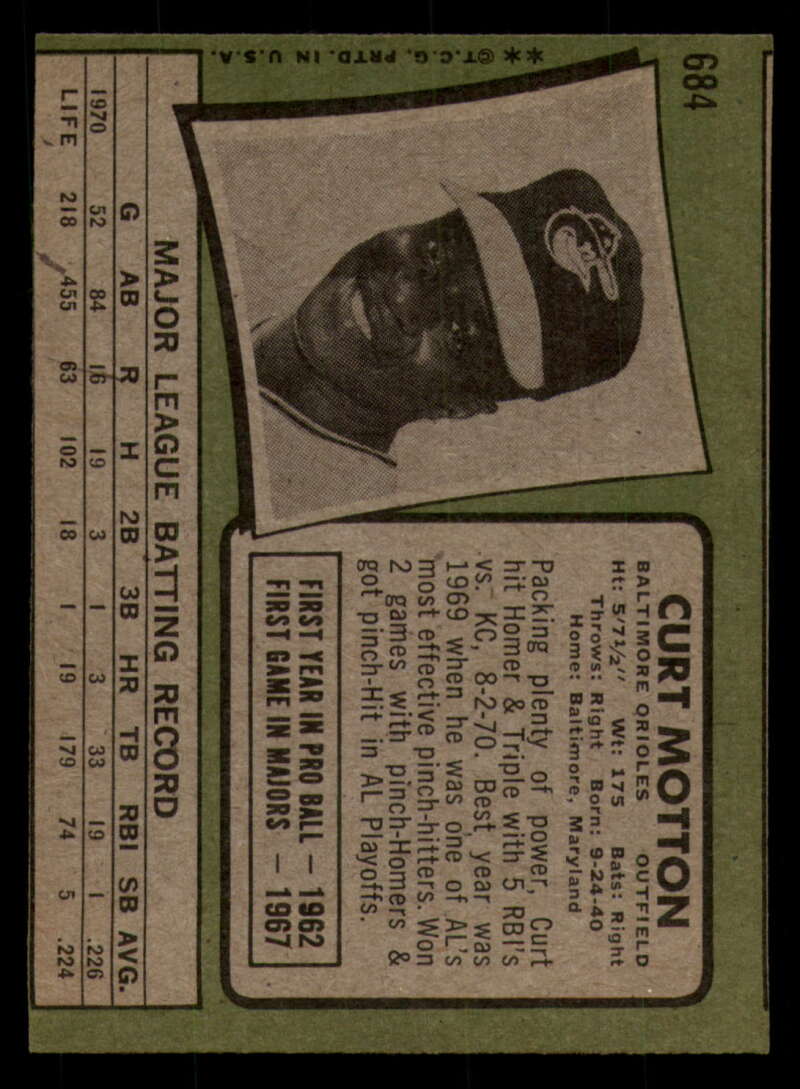 684
CURT MOTTON
BALTIMORE ORIOLES OUTFIELD
Ht: 5'7½" Wt: 175 Bats: Right
Throws: Right Born: 9-24-40
Home: Baltimore, Maryland
Packing plenty of power, Curt
hit Homer & Triple with 5 RBI's
vs. KC, 8-2-70. Best year was
1969 when he was one of AL's
most effective pinch-hitters. Won
2 games with pinch-Homers &
got pinch-Hit in AL Playoffs.
FIRST YEAR IN PRO BALL — 1962
FIRST GAME IN MAJORS — 1967
MAJOR LEAGUE BATTING RECORD
G AB R H 2B 3B HR TB RBI SB AVG.
1970 52 84 16 19 3 1 3 33 19 1 .226
LIFE 218 455 63 102 18 1 19 179 74 5 .224
** @T.C.G. PRTD. IN U.S.A.